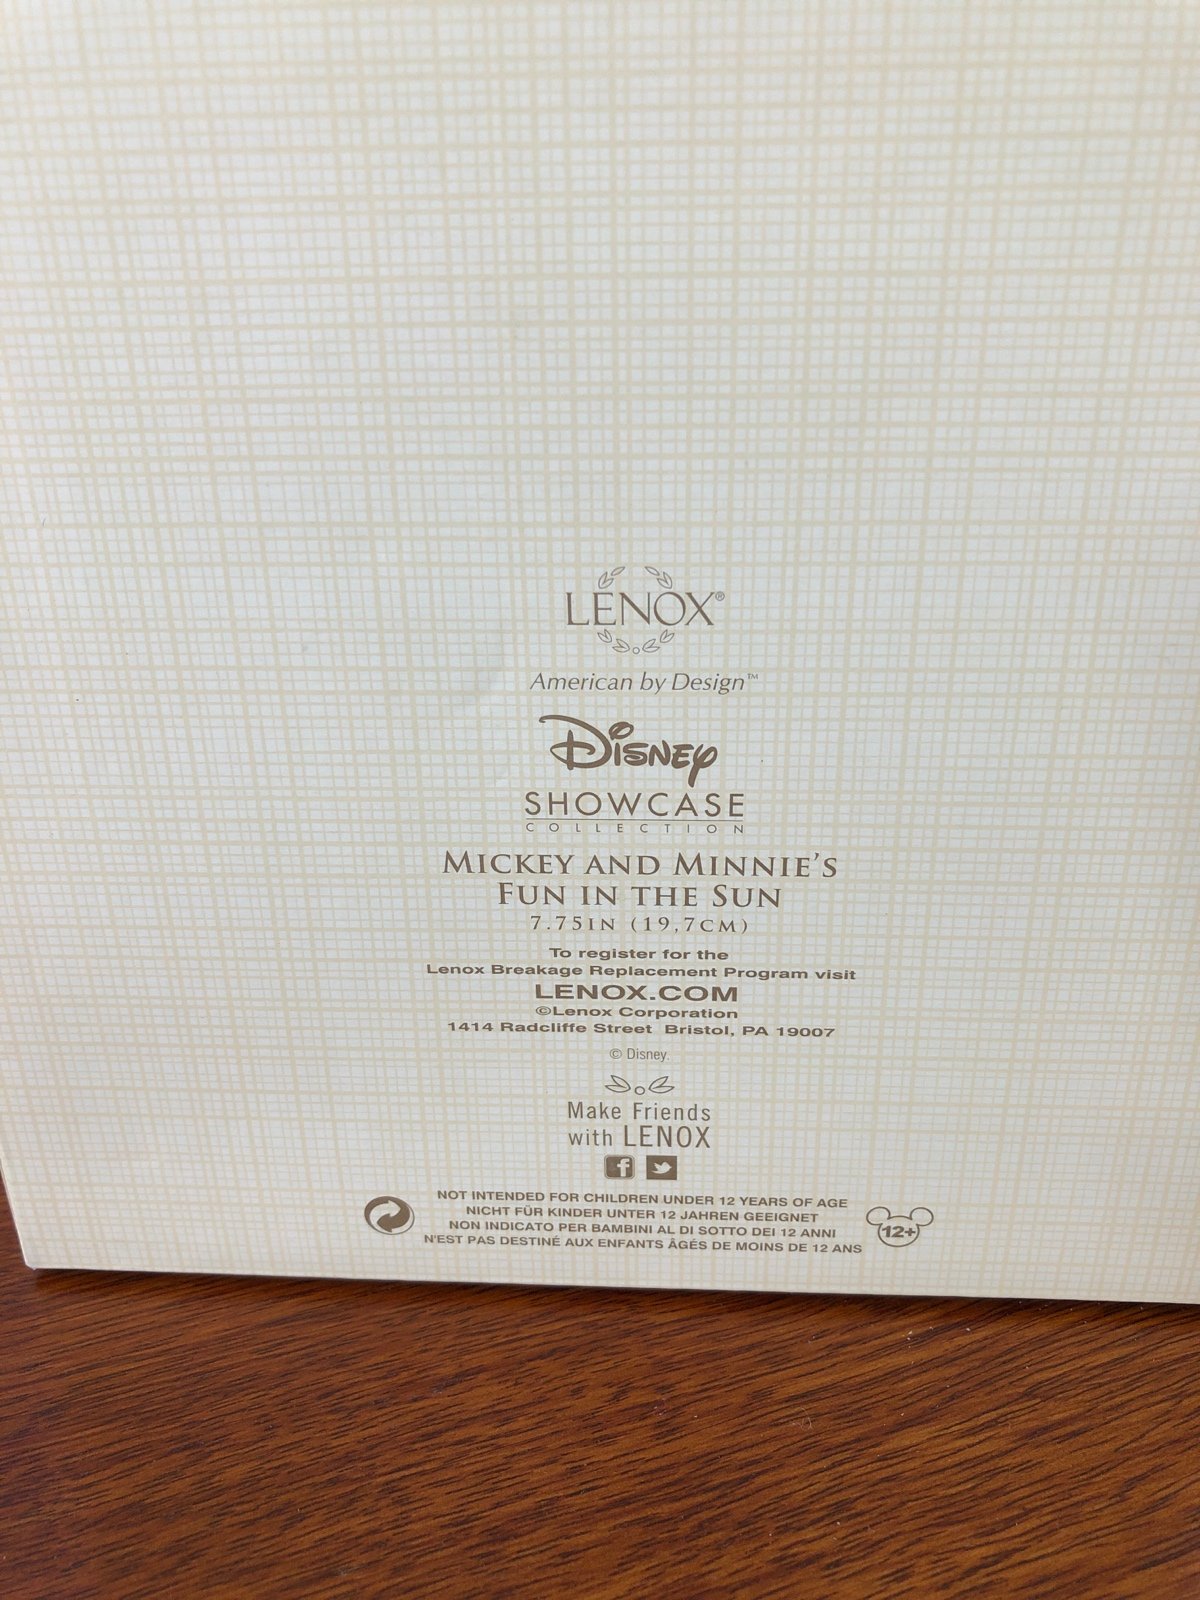 LENOX®
American by Design™
Disney
SHOWCASE
COLLECTION
MICKEY AND MINNIE'S
FUN IN THE SUN
7.75IN (19,7CM)
To register for the
Lenox Breakage Replacement Program visit
LENOX.COM
©Lenox Corporation
1414 Radcliffe Street Bristol, PA 19007
© Disney.
Make Friends
with LENOX
NOT INTENDED FOR CHILDREN UNDER 12 YEARS OF AGE
NICHT FÜR KINDER UNTER 12 JAHREN GEEIGNET
NON INDICATO PER BAMBINI AL DI SOTTO DEI 12 ANNI
N'EST PAS DESTINÉ AUX ENFANTS ÂGÉS DE MOINS DE 12 ANS
12+